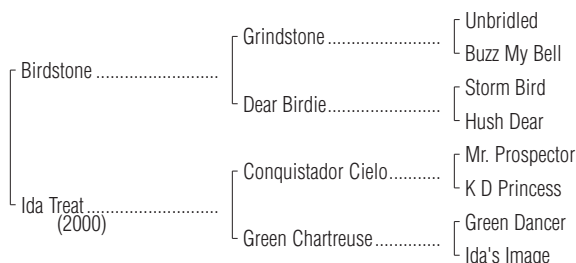 Unbridled
Grindstone
Buzz My Bell
Birdstone
Storm Bird
Dear Birdie
Hush Dear
Mr. Prospector
Conquistador Cielo
K D Princess
Ida Treat
(2000)
Green Dancer
Green Chartreuse
Ida's Image